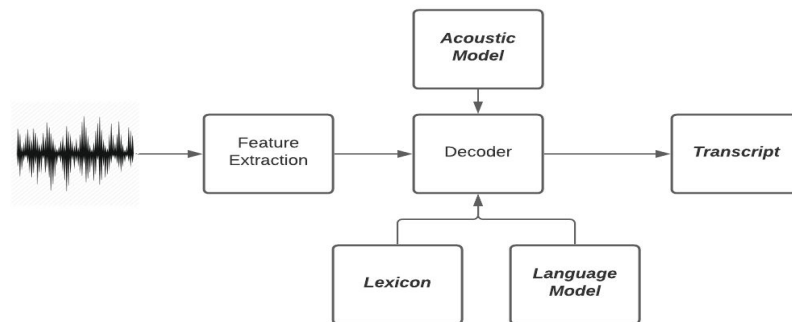 Acoustic
Model
Feature
Extraction
Decoder
Transcript
Lexicon
Language
Model